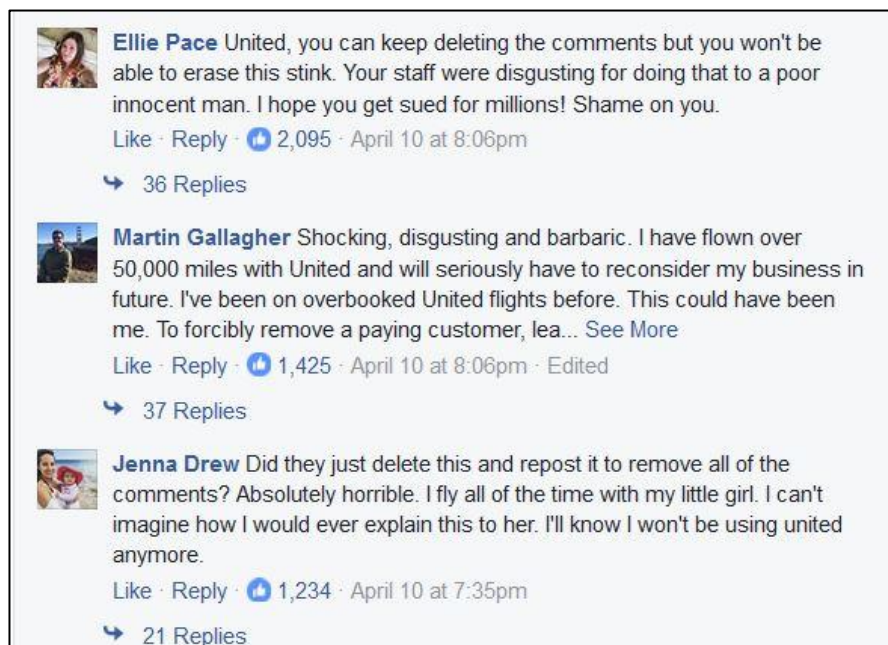 Ellie Pace United, you can keep deleting the comments but you won't be
able to erase this stink. Your staff were disgusting for doing that to a poor
innocent man. I hope you get sued for millions! Shame on you.
Like · Reply · 2,095 · April 10 at 8:06pm
36 Replies
Martin Gallagher Shocking, disgusting and barbaric. I have flown over
50,000 miles with United and will seriously have to reconsider my business in
future. I've been on overbooked United flights before. This could have been
me. To forcibly remove a paying customer, lea... See More
Like · Reply · 1,425 · April 10 at 8:06pm · Edited
37 Replies
Jenna Drew Did they just delete this and repost it to remove all of the
comments? Absolutely horrible. I fly all of the time with my little girl. I can't
imagine how I would ever explain this to her. I'll know I won't be using united
anymore.
Like · Reply · 1,234 · April 10 at 7:35pm
21 Replies